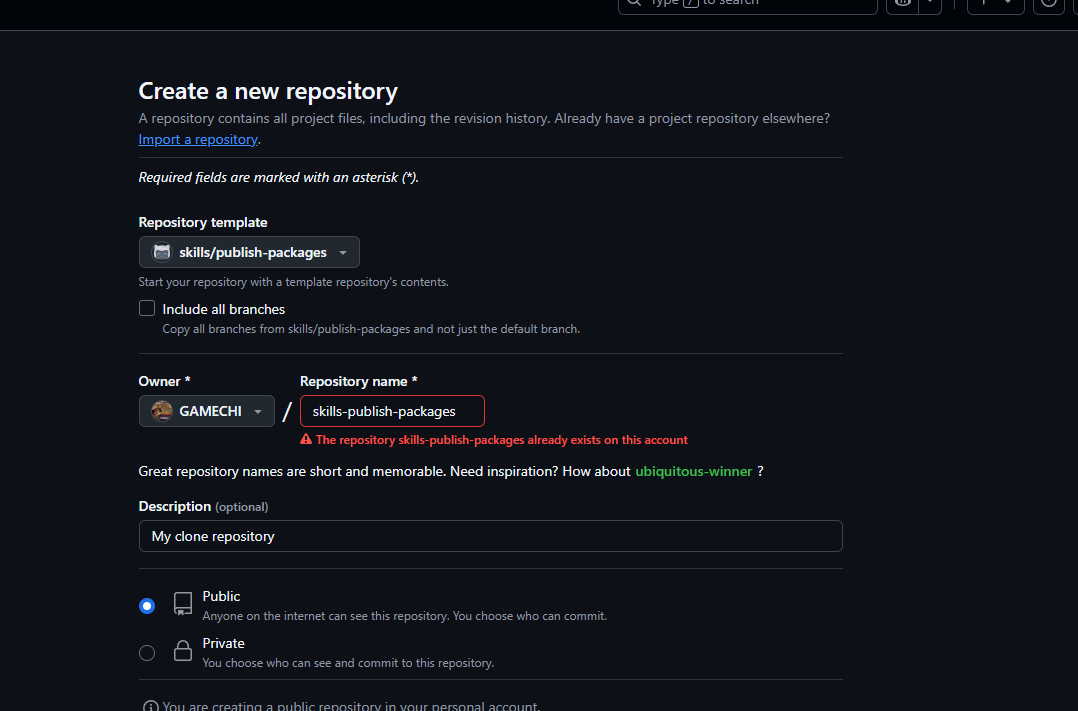 Type / to search
Create a new repository
A repository contains all project files, including the revision history. Already have a project repository elsewhere?
Import a repository.
Required fields are marked with an asterisk (*).
Repository template
skills/publish-packages
Start your repository with a template repository's contents.
Include all branches
Copy all branches from skills/publish-packages and not just the default branch.
Owner * Repository name *
GAMECHI / skills-publish-packages
The repository skills-publish-packages already exists on this account
Great repository names are short and memorable. Need inspiration? How about ubiquitous-winner ?
Description (optional)
My clone repository
Public
Anyone on the internet can see this repository. You choose who can commit.
Private
You choose who can see and commit to this repository.
You are creating a public repository in your personal account.